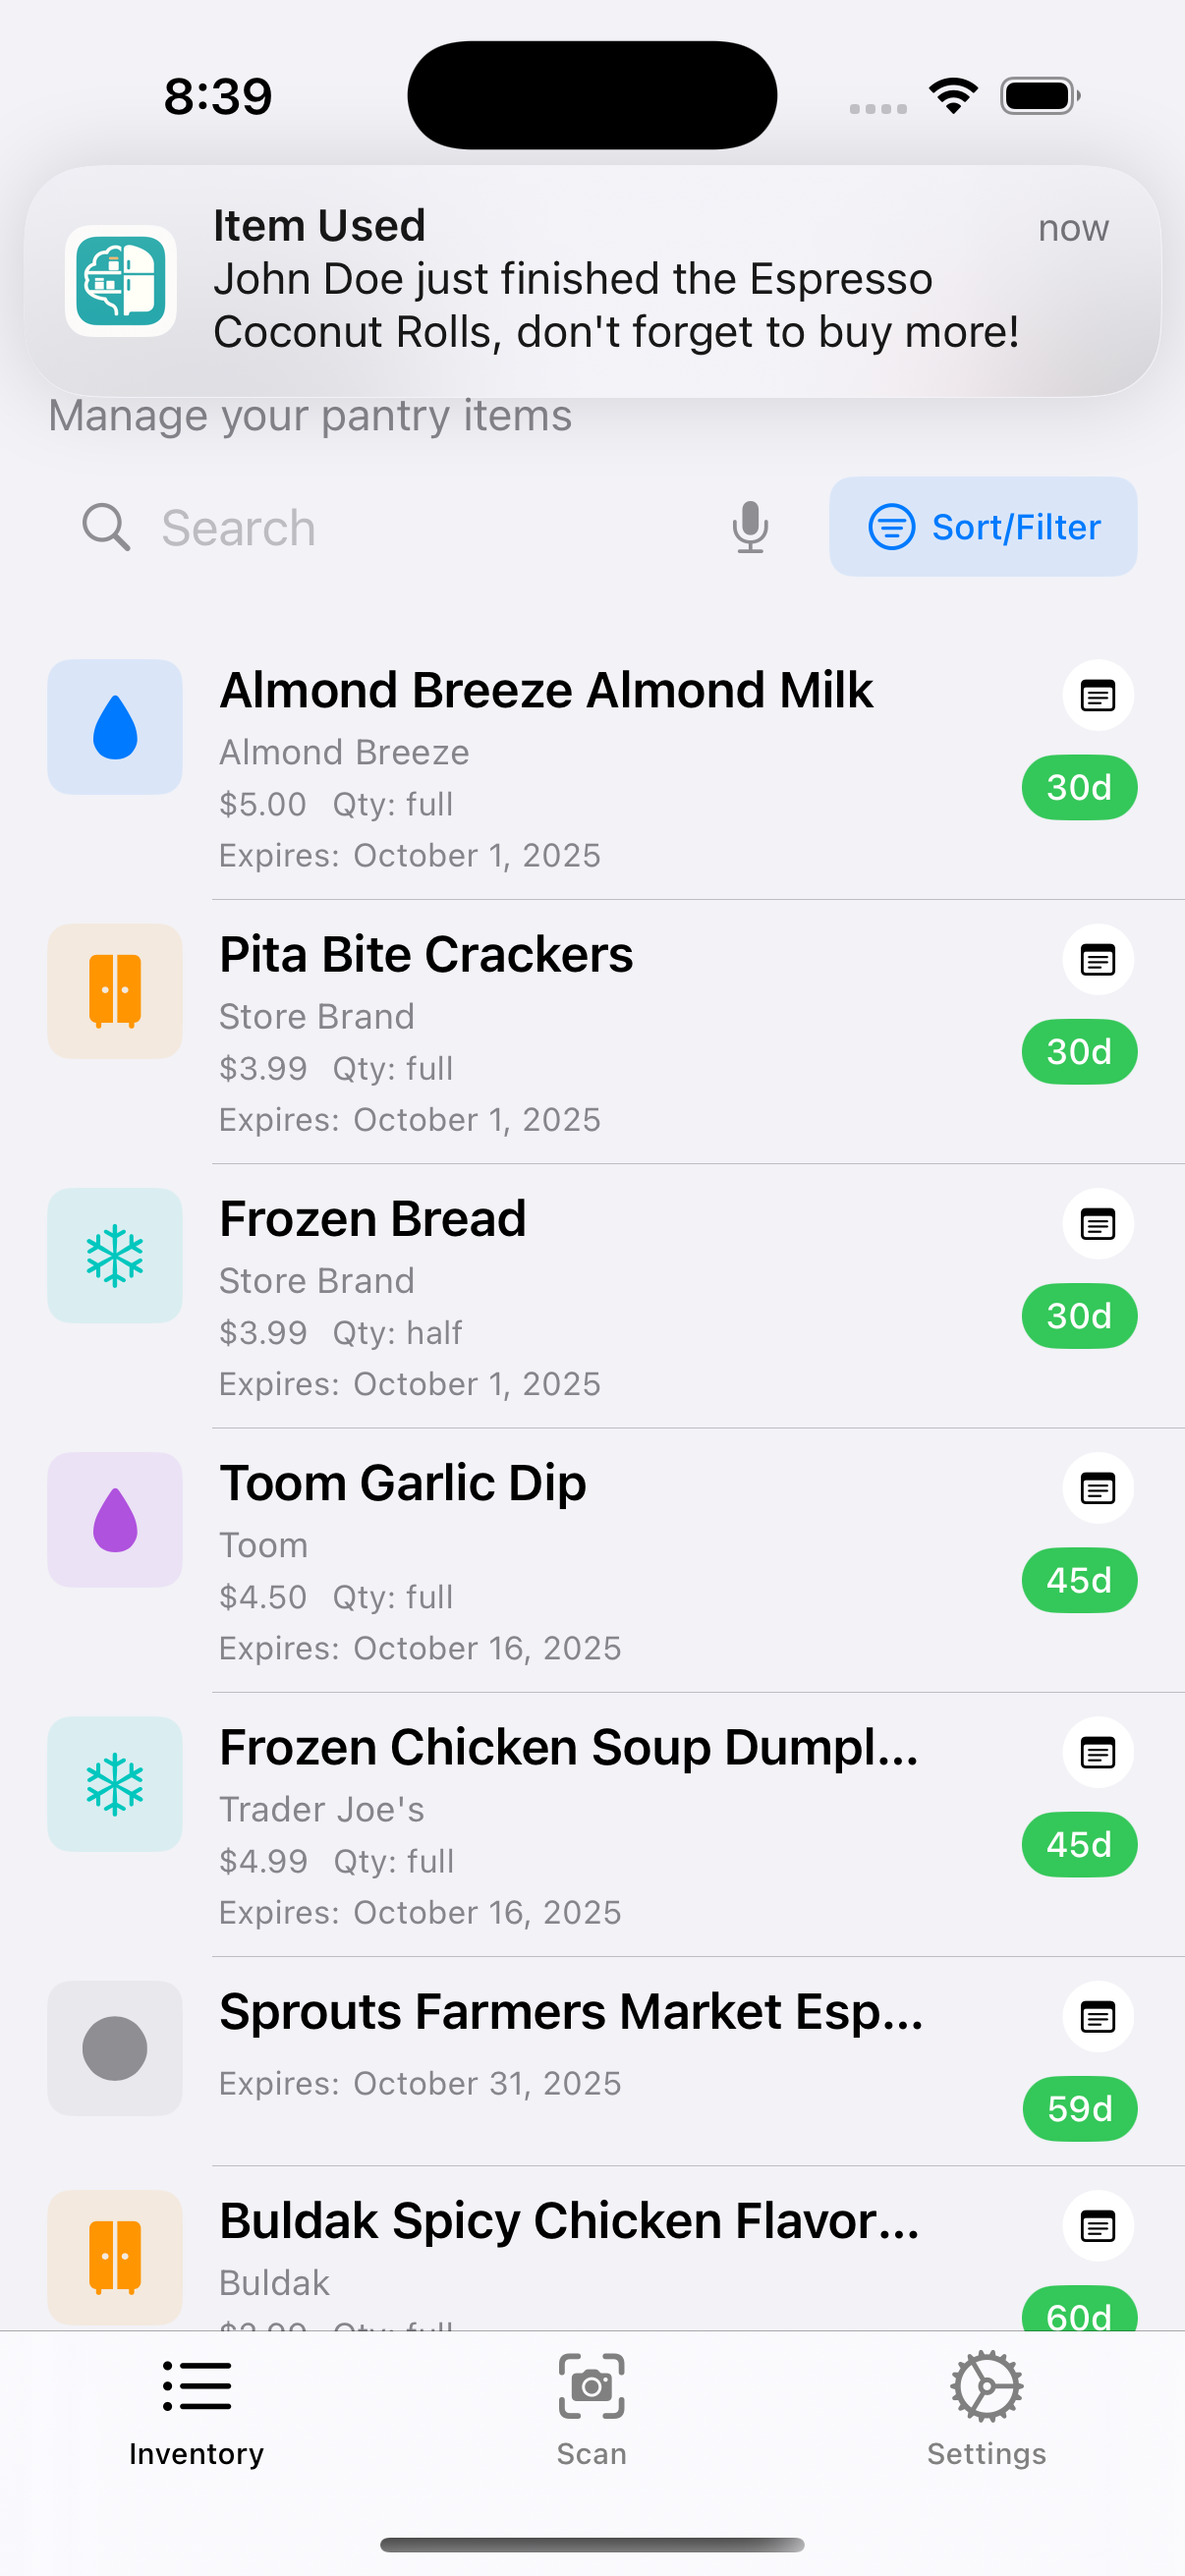 8:39
Item Used
now
John Doe just finished the Espresso
Coconut Rolls, don't forget to buy more!
Manage your pantry items
Search
Sort/Filter
Almond Breeze Almond Milk
Almond Breeze
30d
$5.00 Qty: full
Expires: October 1, 2025
Pita Bite Crackers
Store Brand
30d
$3.99 Qty: full
Expires: October 1, 2025
Frozen Bread
Store Brand
30d
$3.99 Qty: half
Expires: October 1, 2025
Toom Garlic Dip
Toom
45d
$4.50 Qty: full
Expires: October 16, 2025
Frozen Chicken Soup Dumpl...
Trader Joe's
45d
$4.99 Qty: full
Expires: October 16, 2025
Sprouts Farmers Market Esp...
Expires: October 31, 2025
59d
Buldak Spicy Chicken Flavor...
Buldak
60d
Qty: full
Inventory
Scan
Settings